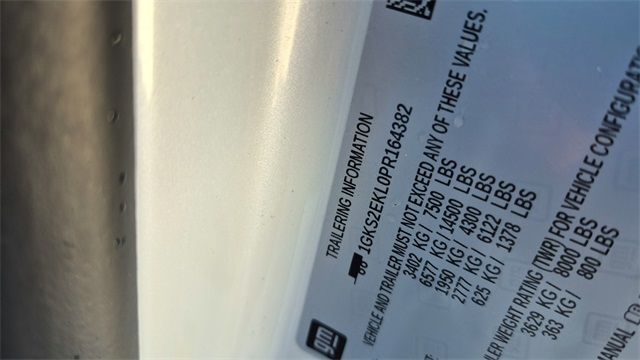 gm
TRAILERING INFORMATION
1GKS2EKL0PR164382
VEHICLE AND TRAILER MUST NOT EXCEED ANY OF THESE VALUES.
3402 KG / 7500 LBS
6577 KG / 14500 LBS
1950 KG / 4300 LBS
2777 KG / 6122 LBS
625 KG / 1378 LBS
WEIGHT RATING (TWR) FOR VEHICLE
3629 KG / 8000 LBS
363 KG / 800 LBS
MANUAL